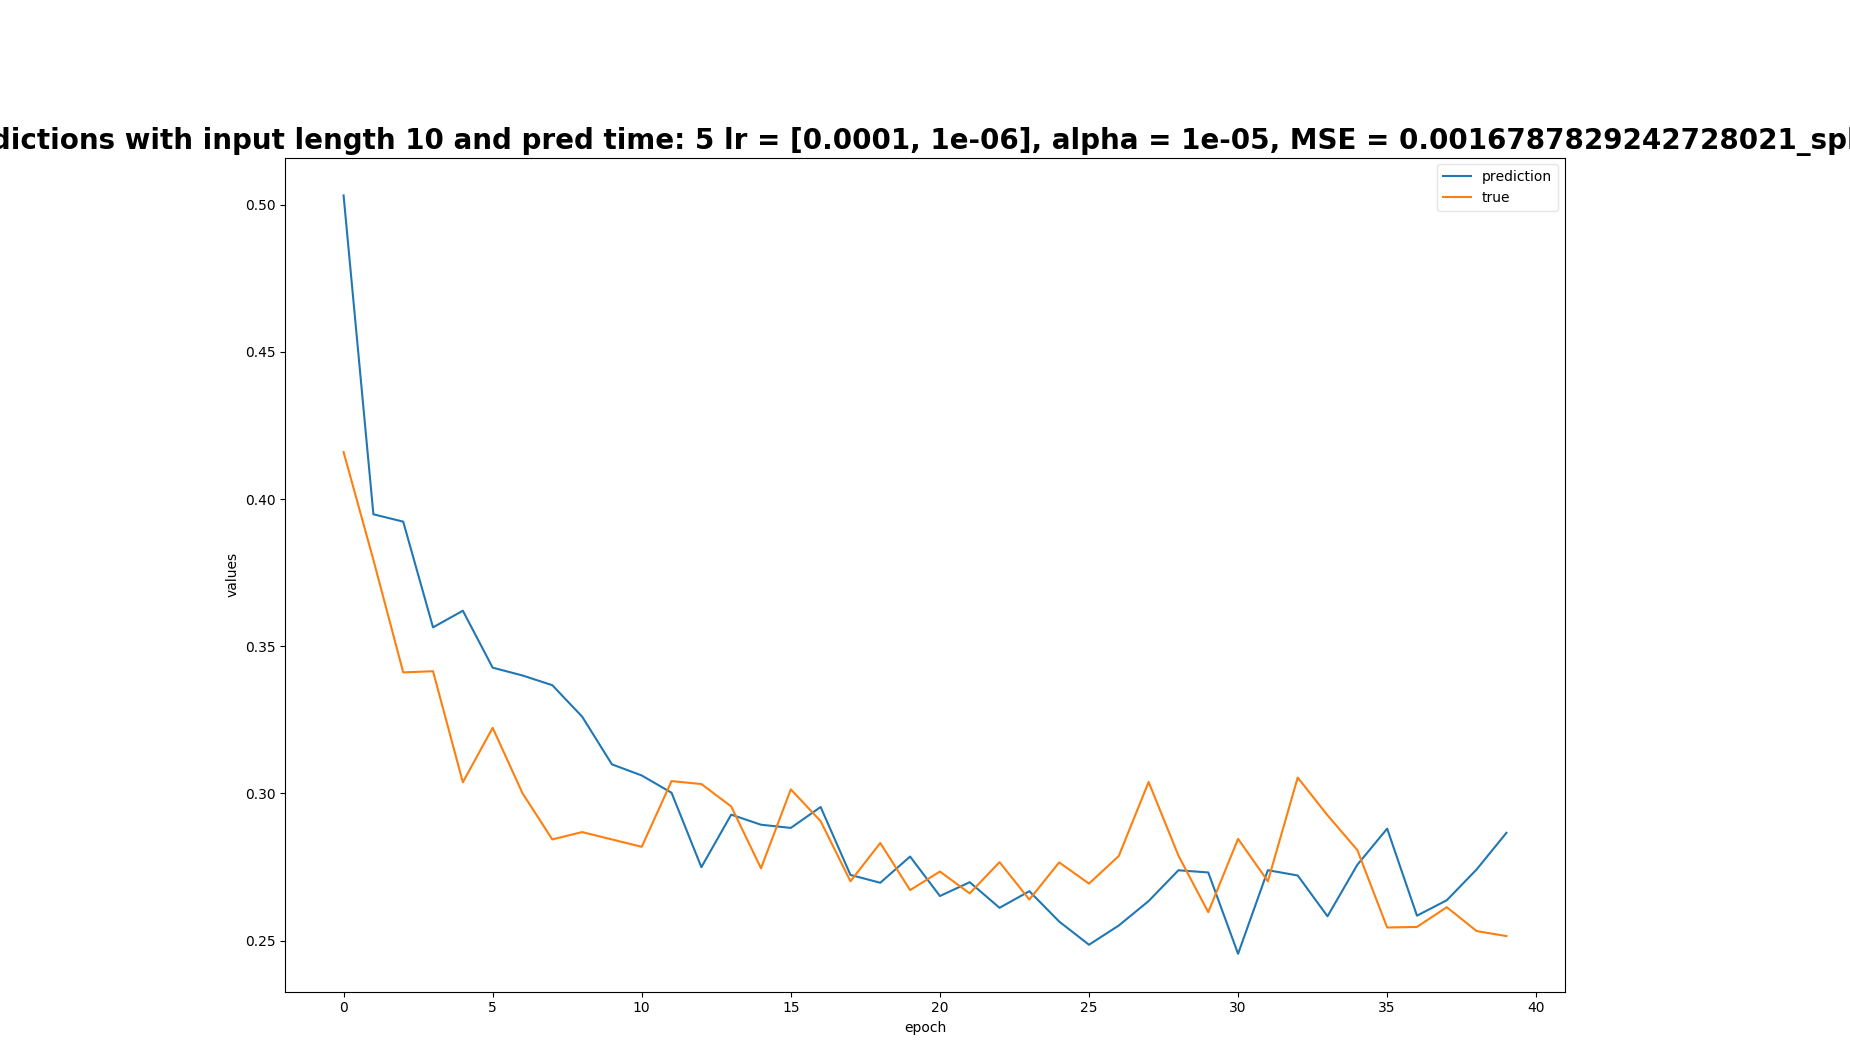 dictions with input length 10 and pred time: 5 lr = [0.0001, 1e-06], alpha = 1e-05, MSE = 0.0016787829242728021_spl
prediction
true
0.50
0.45
0.40
0.35
0.30
0.25
values
0 5 10 15 20 25 30 35 40
epoch